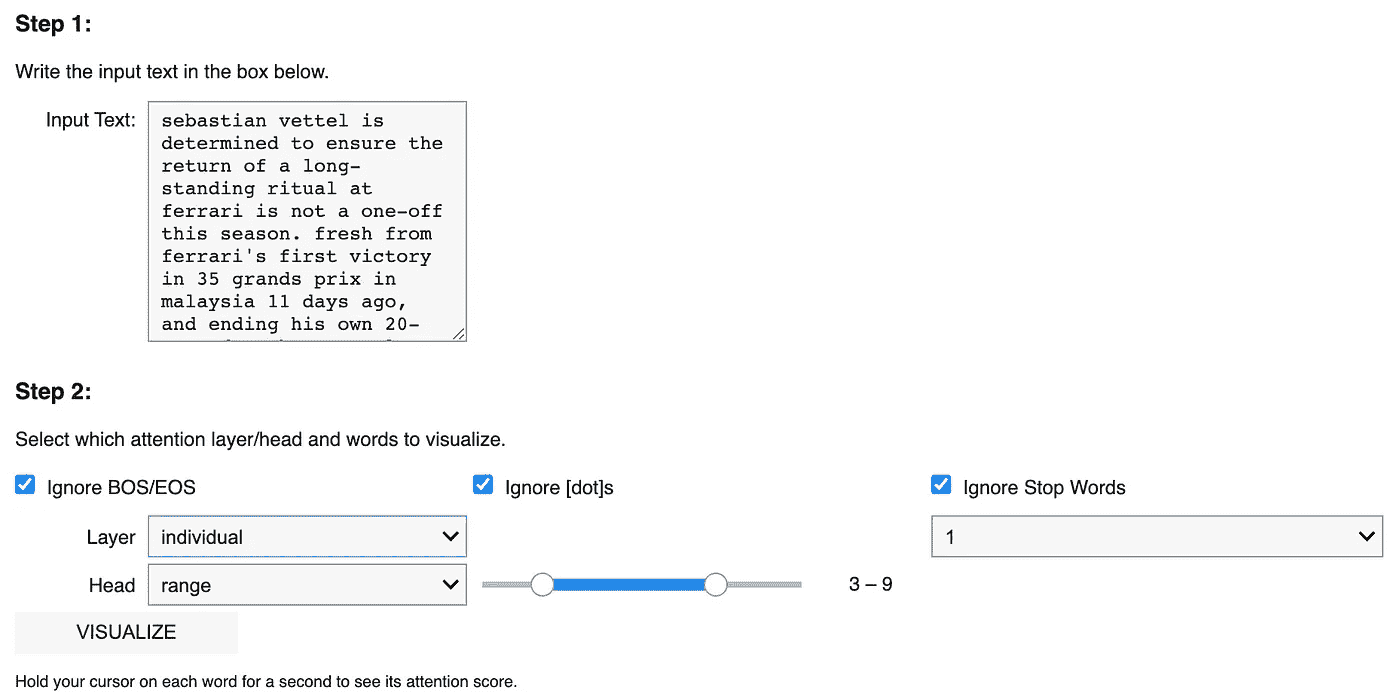 Step 1:
Write the input text in the box below.
Input Text:
sebastian vettel is
determined to ensure the
return of a long-
standing ritual at
ferrari is not a one-off
this season. fresh from
ferrari's first victory
in 35 grands prix in
malaysia 11 days ago,
and ending his own 20-
Step 2:
Select which attention layer/head and words to visualize.
Ignore BOS/EOS Ignore [dot]s Ignore Stop Words
Layer individual 1
Head range 3 – 9
VISUALIZE
Hold your cursor on each word for a second to see its attention score.